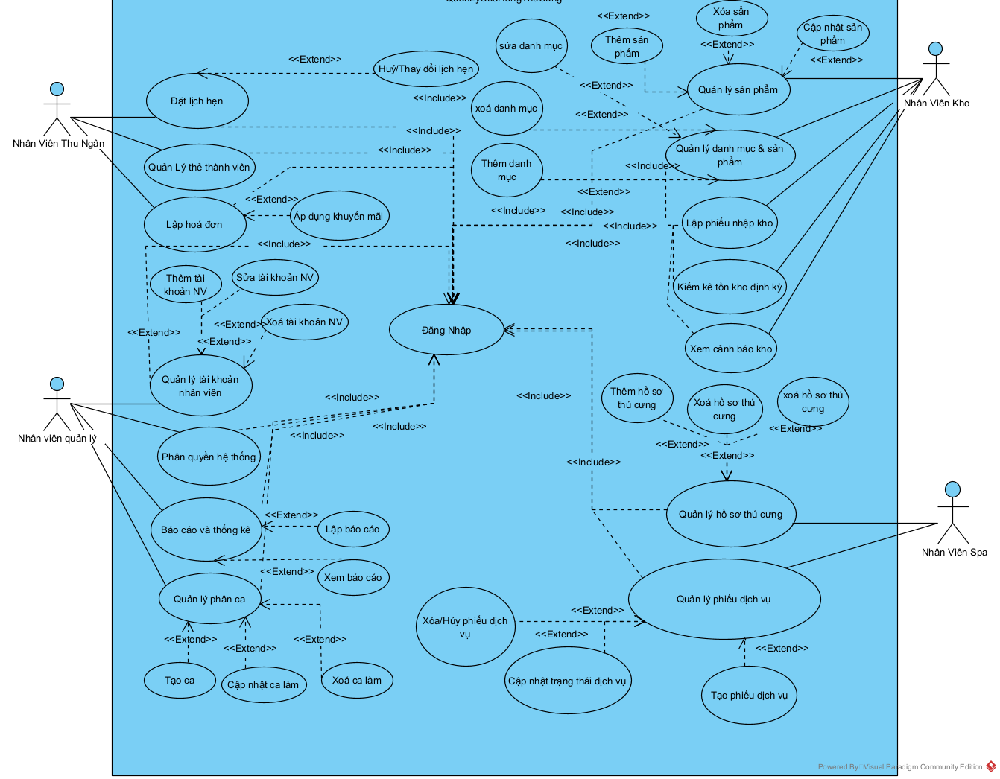 QuanLyCuaHangThuCung
<<Extend>>
Xóa sẩn
phẩm
Thêm sản
phẩm
Cập nhật sản
phẩm
sửa danh mục
<<Extend>>
<<Extend>>
<<Extend>>
Huỷ/Thay đổi lịch hẹn
<<Extend>>
Quản lý sản phẩm
Đặt lịch hẹn
<<Include>>
xoá danh mục
<<Extend>>
Nhân Viên Kho
Nhân Viên Thu Ngân
<<Include>>
<<Include>>
Quản lý danh mục & sản
phẩm
Quản Lý thẻ thành viên
Thêm danh
mục
<<Include>>
<<Extend>>
<<Extend>>
<<Include>>
<<Include>>
Áp dụng khuyến mãi
Lập hoá đơn
<<Include>>
Lập phiếu nhập kho
<<Include>>
<<Include>>
Thêm tài
khoản NV
Sửa tài khoản NV
Kiểm kê tồn kho định kỳ
<<Extend>>
<<Extend>>
Xoá tài khoản NV
<<Extend>>
Đăng Nhập
Xem cảnh báo kho
Quản lý tài khoản
nhân viên
<<Include>>
<<Include>>
Thêm hồ sơ
thú cưng
Xoá hồ sơ thú
cưng
xoá hồ sơ thú
cưng
Nhân viên quản lý
<<Include>>
<<Include>>
<<Extend>>
<<Extend>>
<<Extend>>
Phân quyền hệ thống
<<Include>>
<<Extend>>
Lập báo cáo
Báo cáo và thống kê
Quản lý hồ sơ thú cưng
Nhân Viên Spa
<<Extend>>
Xem báo cáo
Quản lý phân ca
Quản lý phiếu dịch vụ
<<Extend>>
Xóa/Hủy phiếu dịch
vụ
<<Extend>>
<<Extend>>
<<Extend>>
<<Extend>>
<<Extend>>
Tạo ca
Cập nhật ca làm
Xoá ca làm
Cập nhật trạng thái dịch vụ
Tạo phiếu dịch vụ
Powered By Visual Paradigm Community Edition